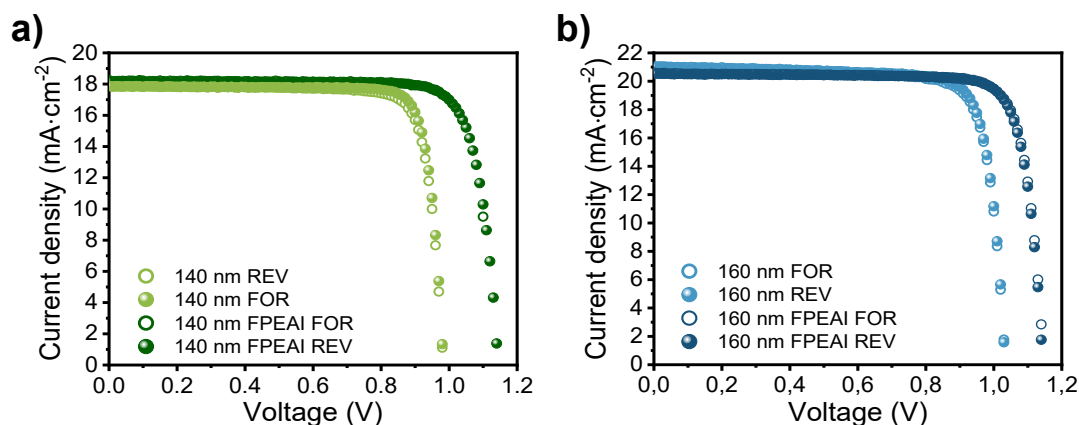 a)
20
18
16
14
12
10
8
6
4
2
0
Current density (mA·cm⁻²)
140 nm REV
140 nm FOR
140 nm FPEAI FOR
140 nm FPEAI REV
0.0 0.2 0.4 0.6 0.8 1.0 1.2
Voltage (V)
b)
22
20
18
16
14
12
10
8
6
4
2
0
Current density (mA·cm⁻²)
160 nm FOR
160 nm REV
160 nm FPEAI FOR
160 nm FPEAI REV
0,0 0,2 0,4 0,6 0,8 1,0 1,2
Voltage (V)